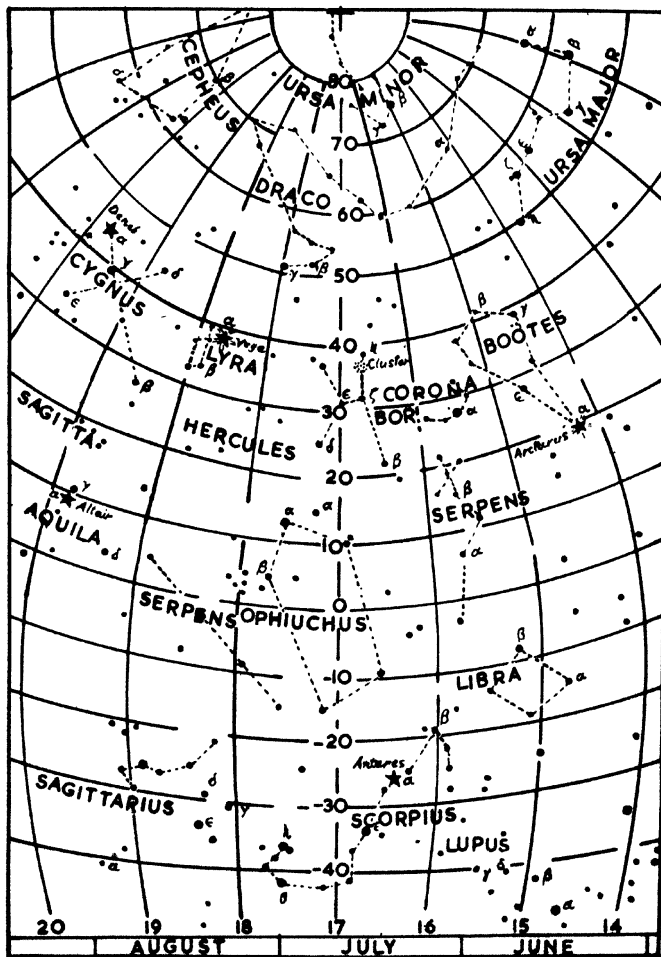 α β
CEPHEUS
URSA MINOR
80
β
δ β
γ
γ
URSA MAJOR
70
α
ε
ζ
DRACO
60
η
Deneb
α
γ δ
CYGNUS
ε
γ β
50
β γ
BOOTES
α
Vega
LYRA
β
β
40
η
Cluster
ε
ζ
CORONA
BOR.
α
ε
α
Arcturus
30
SAGITTA
HERCULES
δ
β
20
γ
α Altair
AQUILA
δ
α
α
β
SERPENS
10
α
β
0
SERPENS OPHIUCHUS
β
LIBRA
α
-10
β
-20
Antares
α
SAGITTARIUS
δ
γ
ε
-30
SCORPIUS
ε
LUPUS
α
-40
θ
γ δ
β
α
20 19 18 17 16 15 14
AUGUST JULY JUNE